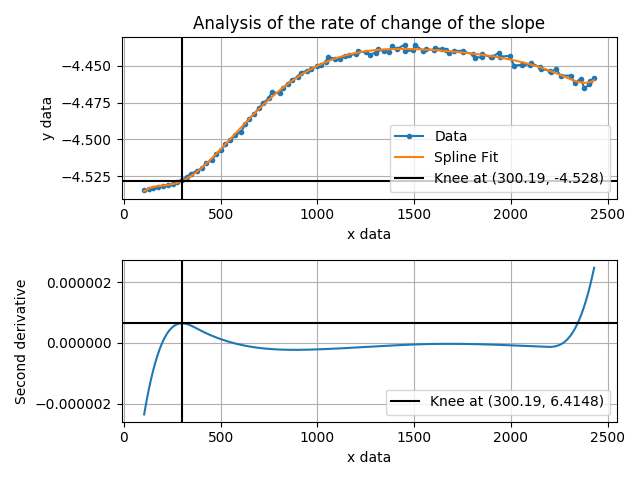 Analysis of the rate of change of the slope
−4.450
−4.475
−4.500
−4.525
y data
Data
Spline Fit
Knee at (300.19, -4.528)
0
500
1000
1500
2000
2500
x data
0.000002
0.000000
−0.000002
Second derivative
Knee at (300.19, 6.4148)
0
500
1000
1500
2000
2500
x data